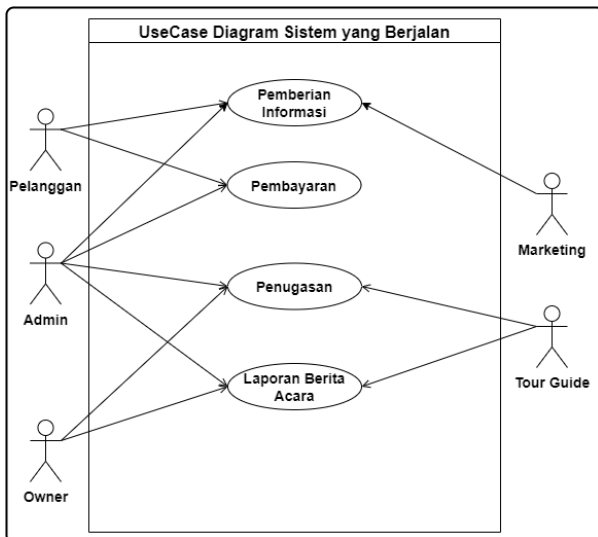 UseCase Diagram Sistem yang Berjalan
Pemberian
Informasi
Pelanggan
Pembayaran
Marketing
Admin
Penugasan
Tour Guide
Laporan Berita
Acara
Owner